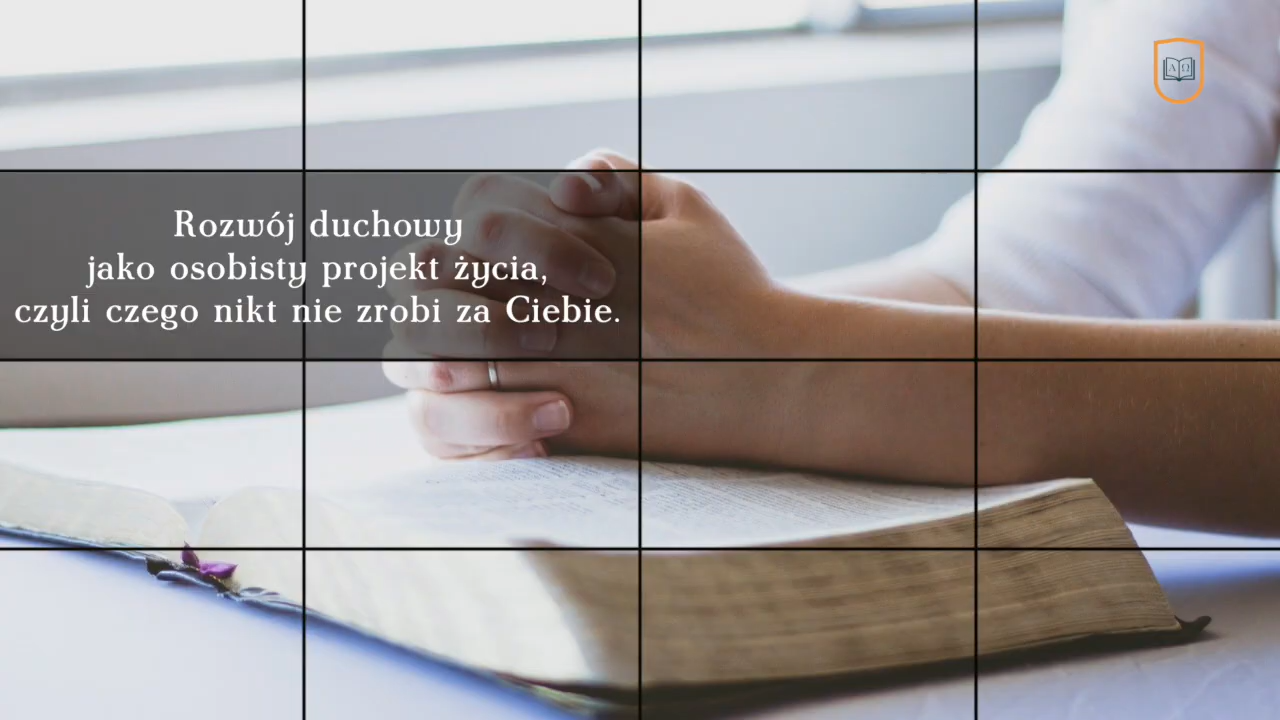 Rozwój duchowy
jako osobisty projekt życia,
czyli czego nikt nie zrobi za Ciebie.
Α Ω